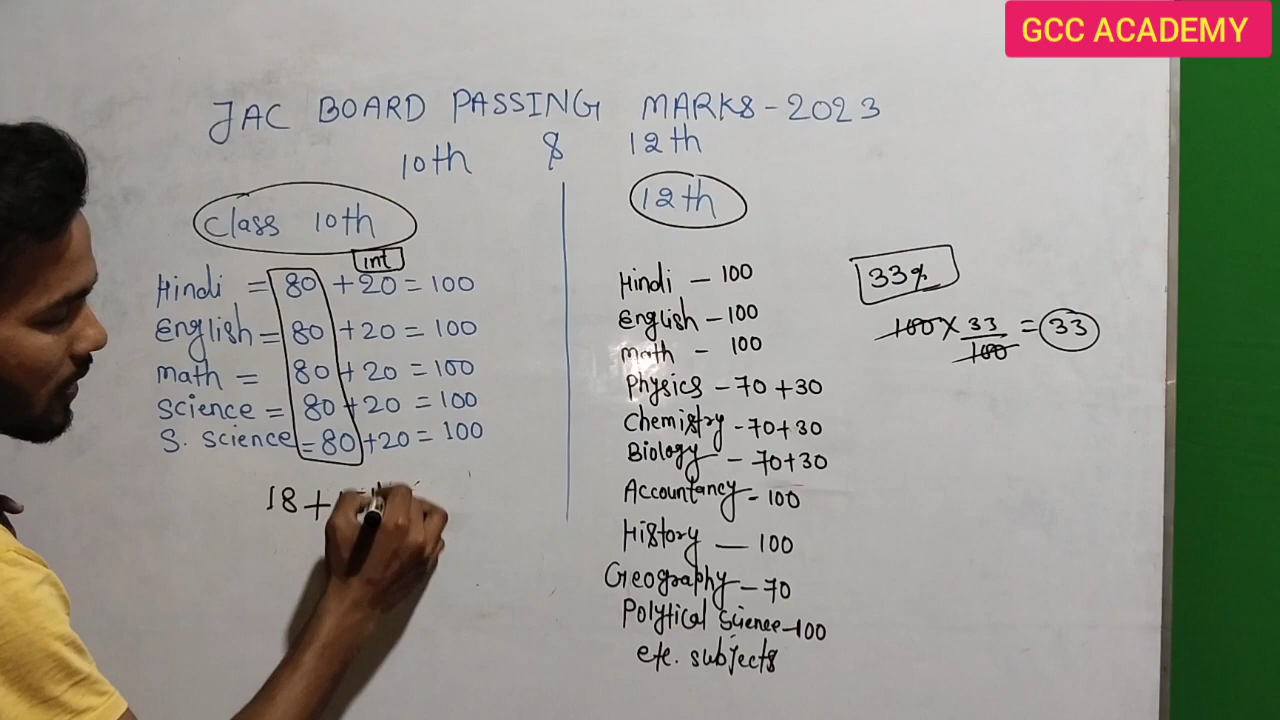 GCC ACADEMY
JAC BOARD PASSING MARKS-2023
10th & 12th
Class 10th
int
Hindi = 80 + 20 = 100
English = 80 + 20 = 100
math = 80 + 20 = 100
Science = 80 + 20 = 100
S. Science = 80 + 20 = 100
18 +
12th
Hindi - 100
English - 100
math - 100
Physics - 70 + 30
Chemistry - 70 + 30
Biology - 70 + 30
Accountancy - 100
History - 100
Geography - 70
Polytical Science - 100
etc. subjects
33%
100 × 33/100 = 33